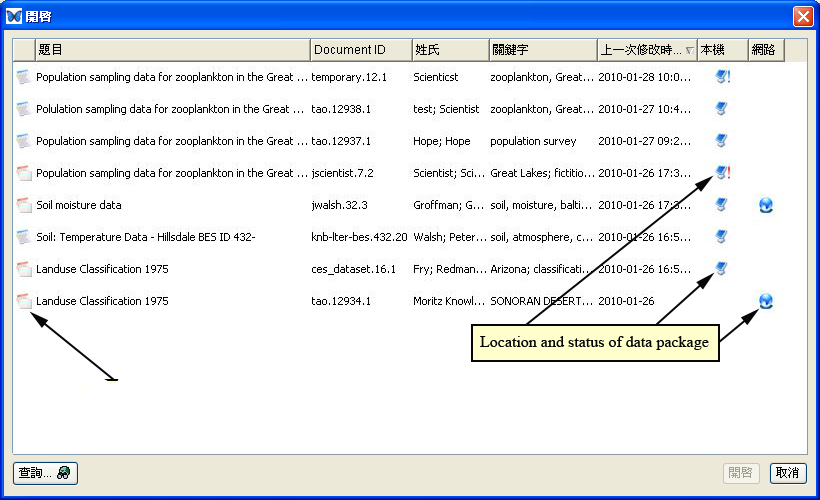 開啓
題目 Document ID 姓氏 關鍵字 上一次修改時... 本機 網路
Population sampling data for zooplankton in the Great ... temporary.12.1 Scienticst zooplankton, Great... 2010-01-28 10:0...
Polulation sampling data for zooplankton in the Great ... tao.12938.1 test; Scientist zooplankton, Great... 2010-01-27 10:4...
Population sampling data for zooplankton in the Great ... tao.12937.1 Hope; Hope population survey 2010-01-27 09:2...
Population sampling data for zooplankton in the Great ... jscientist.7.2 Scientist; Sci... Great Lakes; fictitio... 2010-01-26 17:3...
Soil moisture data jwalsh.32.3 Groffman; G... soil, moisture, balti... 2010-01-26 17:3...
Soil: Temperature Data - Hillsdale BES ID 432- knb-lter-bes.432.20 Walsh; Peter... soil, atmosphere, c... 2010-01-26 16:5...
Landuse Classification 1975 ces_dataset.16.1 Fry; Redman... Arizona; classificati... 2010-01-26 16:5...
Landuse Classification 1975 tao.12934.1 Moritz Knowl... SONORAN DESERT... 2010-01-26
Location and status of data package
查詢... 開啓 取消